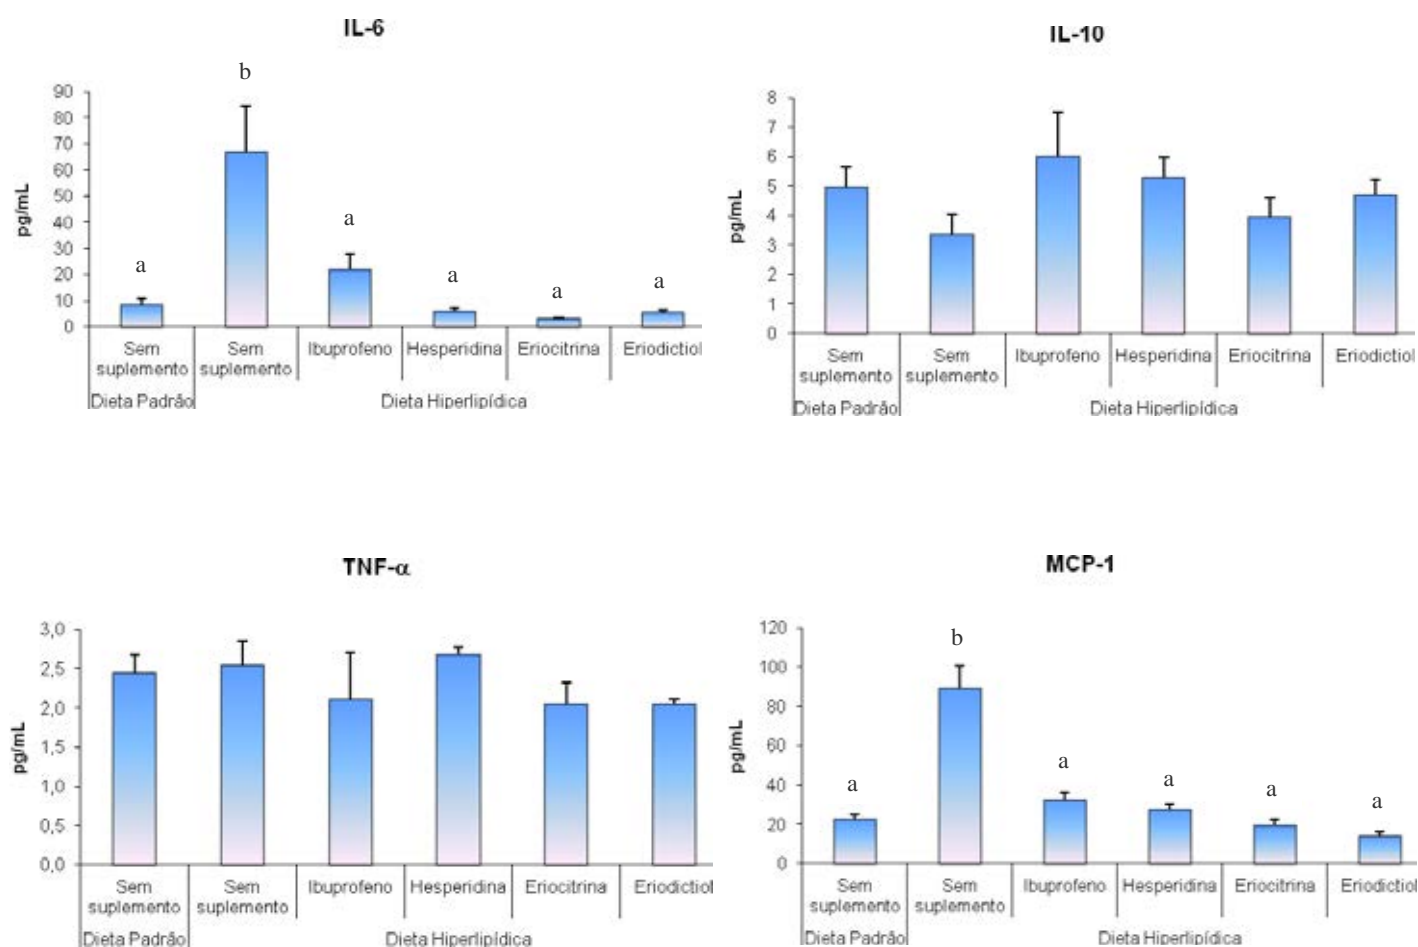 IL-6
b
90
80
70
60
50
40
30
20
10
0
pg/mL
a
a
a
a
a
Sem suplemento
Sem suplemento
Ibuprofeno
Hesperidina
Eriocitrina
Eriodictiol
Dieta Padrão
Dieta Hiperlipídica
IL-10
8
7
6
5
4
3
2
1
0
pg/mL
Sem suplemento
Sem suplemento
Ibuprofeno
Hesperidina
Eriocitrina
Eriodictiol
Dieta Padrão
Dieta Hiperlipídica
TNF-α
3,0
2,5
2,0
1,5
1,0
0,5
0,0
pg/mL
Sem suplemento
Sem suplemento
Ibuprofeno
Hesperidina
Eriocitrina
Eriodictiol
Dieta Padrão
Dieta Hiperlipídica
MCP-1
120
100
80
60
40
20
0
pg/mL
a
b
a
a
a
a
Sem suplemento
Sem suplemento
Ibuprofeno
Hesperidina
Eriocitrina
Eriodictiol
Dieta Padrão
Dieta Hiperlipídica